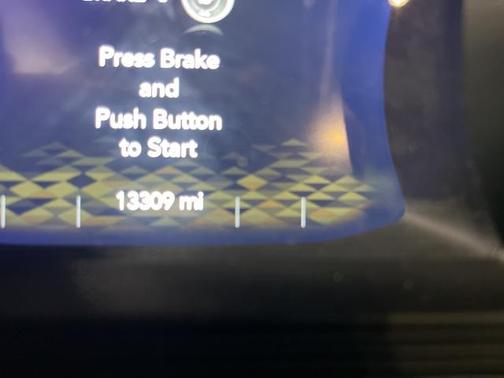 Press Brake
and
Push Button
to Start
13309 mi